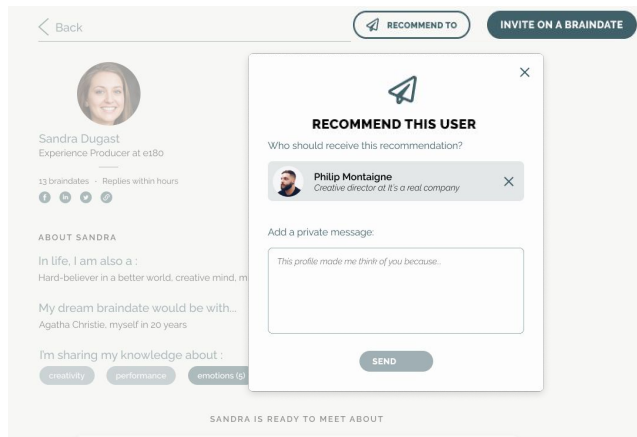 Back
RECOMMEND TO
INVITE ON A BRAINDATE
Sandra Dugast
Experience Producer at e180
13 braindates · Replies within hours
ABOUT SANDRA
In life, I am also a :
Hard-believer in a better world, creative mind, m
My dream braindate would be with...
Agatha Christie, myself in 20 years
I'm sharing my knowledge about :
creativity
performance
emotions (5)
SANDRA IS READY TO MEET ABOUT
RECOMMEND THIS USER
Who should receive this recommendation?
Philip Montaigne
Creative director at It's a real company
Add a private message:
This profile made me think of you because...
SEND